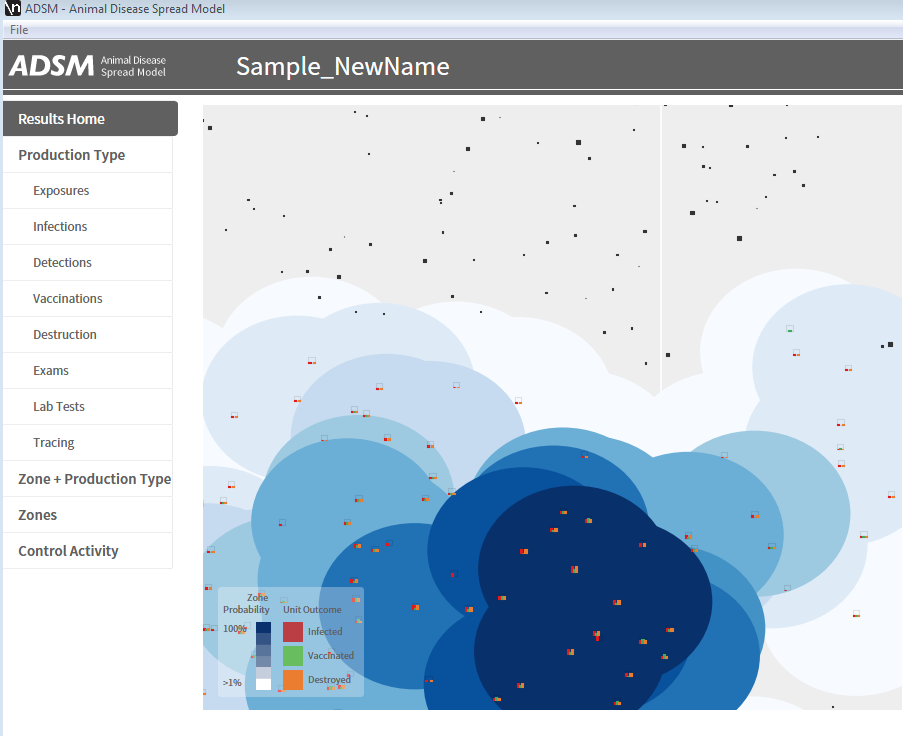 ADSM - Animal Disease Spread Model
File
ADSM Animal Disease
Spread Model
Sample_NewName
Results Home
Production Type
Exposures
Infections
Detections
Vaccinations
Destruction
Exams
Lab Tests
Tracing
Zone + Production Type
Zones
Control Activity
Zone
Probability
100%
>1%
Unit Outcome
Infected
Vaccinated
Destroyed